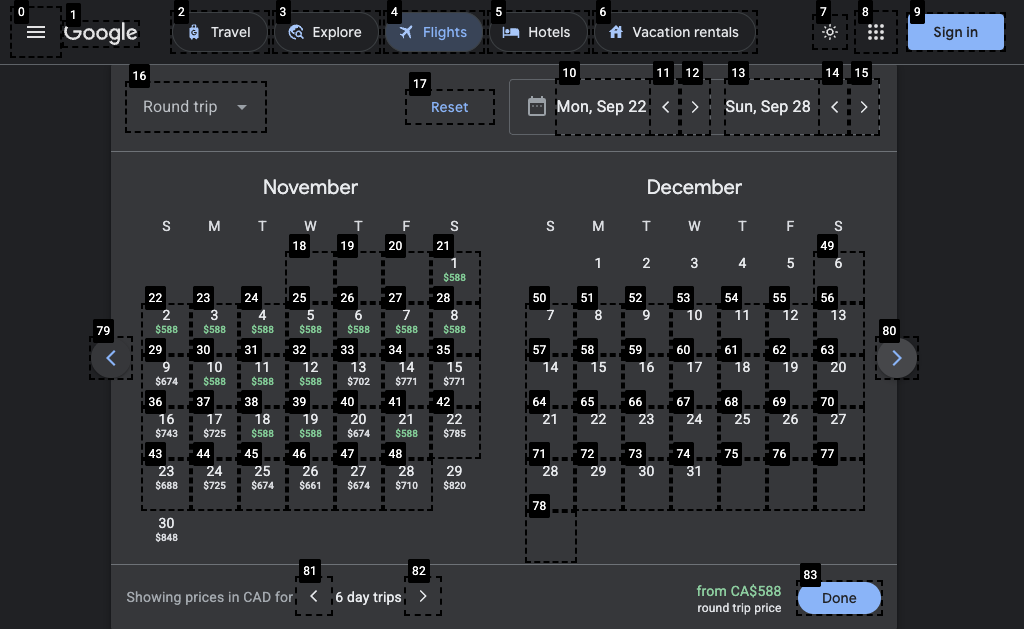 0 1 2 3 4 5 6 7 8 9
Google Travel Explore Flights Hotels Vacation rentals Sign in
16 17 10 11 12 13 14 15
Round trip Reset Mon, Sep 22 < > Sun, Sep 28 < >
November
S M T W T F S
18 19 20 21
1
$588
22 23 24 25 26 27 28
2 3 4 5 6 7 8
$588 $588 $588 $588 $588 $588 $588
29 30 31 32 33 34 35
9 10 11 12 13 14 15
$674 $588 $588 $588 $702 $771 $771
36 37 38 39 40 41 42
16 17 18 19 20 21 22
$743 $725 $588 $588 $674 $588 $785
43 44 45 46 47 48
23 24 25 26 27 28 29
$688 $725 $674 $661 $674 $710 $820
30
$848
December
S M T W T F S
49
1 2 3 4 5 6
50 51 52 53 54 55 56
7 8 9 10 11 12 13
57 58 59 60 61 62 63
14 15 16 17 18 19 20
64 65 66 67 68 69 70
21 22 23 24 25 26 27
71 72 73 74 75 76 77
28 29 30 31
78
79 80
81 82 83
Showing prices in CAD for < 6 day trips >
from CA$588
round trip price
Done